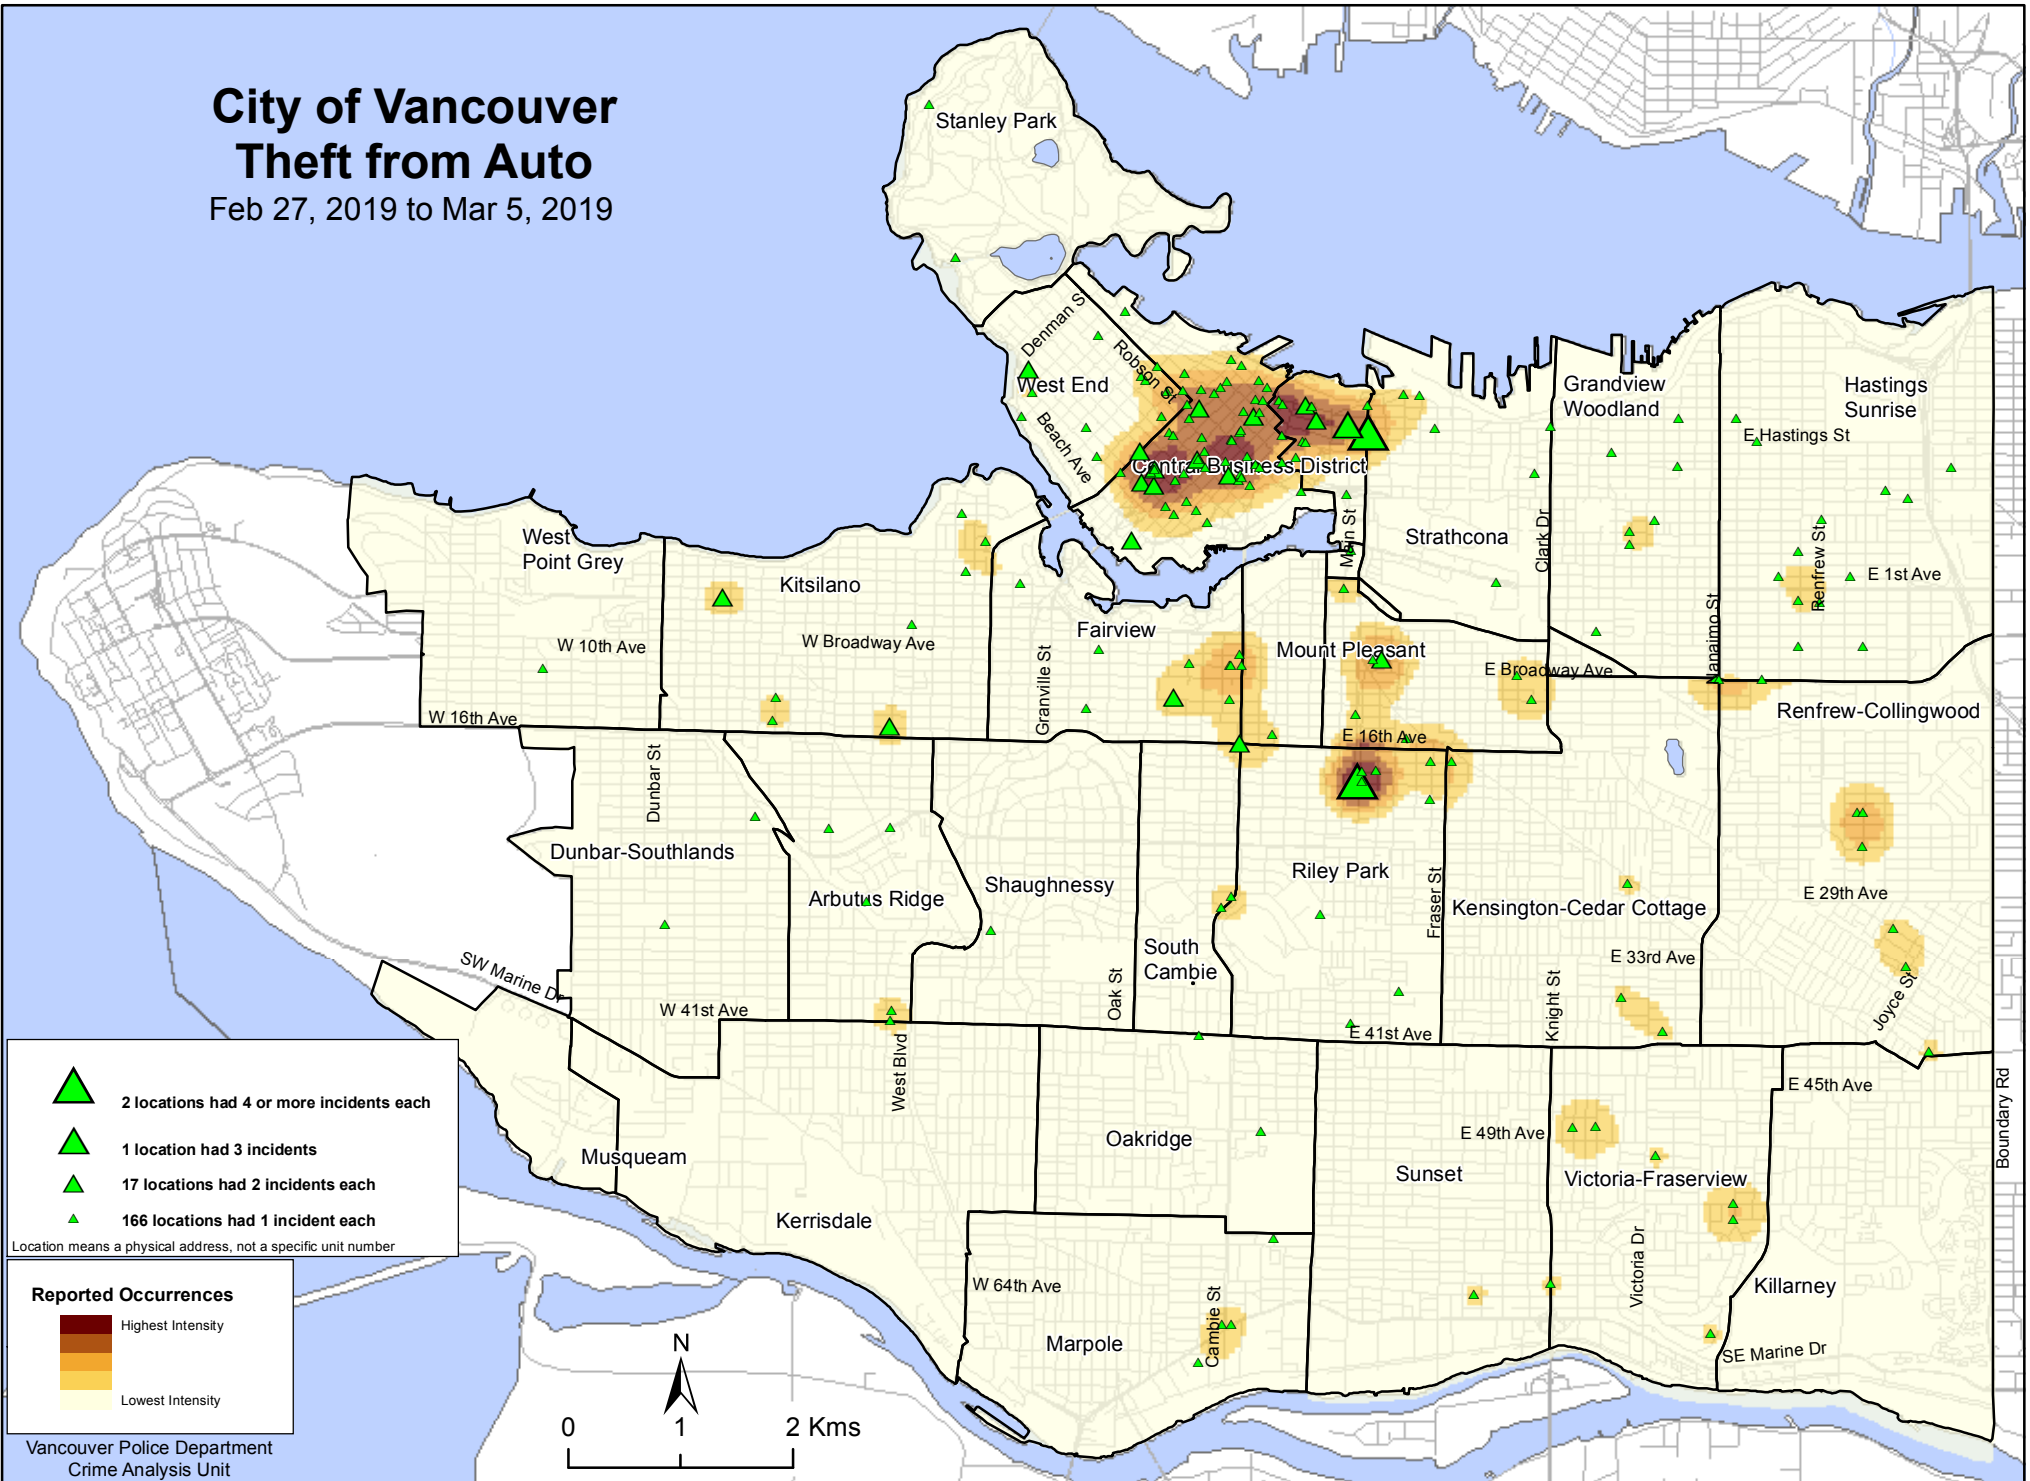 City of Vancouver
Theft from Auto
Feb 27, 2019 to Mar 5, 2019
Stanley Park
Denman S
Robson St
West End
Beach Ave
Central Business District
Grandview
Woodland
Hastings
Sunrise
E Hastings St
West
Point Grey
Kitsilano
Strathcona
Main St
Clark Dr
Renfrew St
E 1st Ave
Nanaimo St
Fairview
W 10th Ave
W Broadway Ave
Granville St
Mount Pleasant
E Broadway Ave
W 16th Ave
E 16th Ave
Renfrew-Collingwood
Dunbar St
Dunbar-Southlands
Arbutus Ridge
Shaughnessy
Riley Park
Fraser St
Kensington-Cedar Cottage
E 29th Ave
South
Cambie
Oak St
SW Marine Dr
W 41st Ave
E 33rd Ave
Knight St
Joyce St
E 41st Ave
West Blvd
E 45th Ave
Boundary Rd
Musqueam
Oakridge
E 49th Ave
Sunset
Victoria-Fraserview
Kerrisdale
Victoria Dr
Killarney
W 64th Ave
Cambie St
Marpole
SE Marine Dr
2 locations had 4 or more incidents each
1 location had 3 incidents
17 locations had 2 incidents each
166 locations had 1 incident each
Location means a physical address, not a specific unit number
Reported Occurrences
Highest Intensity
Lowest Intensity
N
0 1 2 Kms
Vancouver Police Department
Crime Analysis Unit